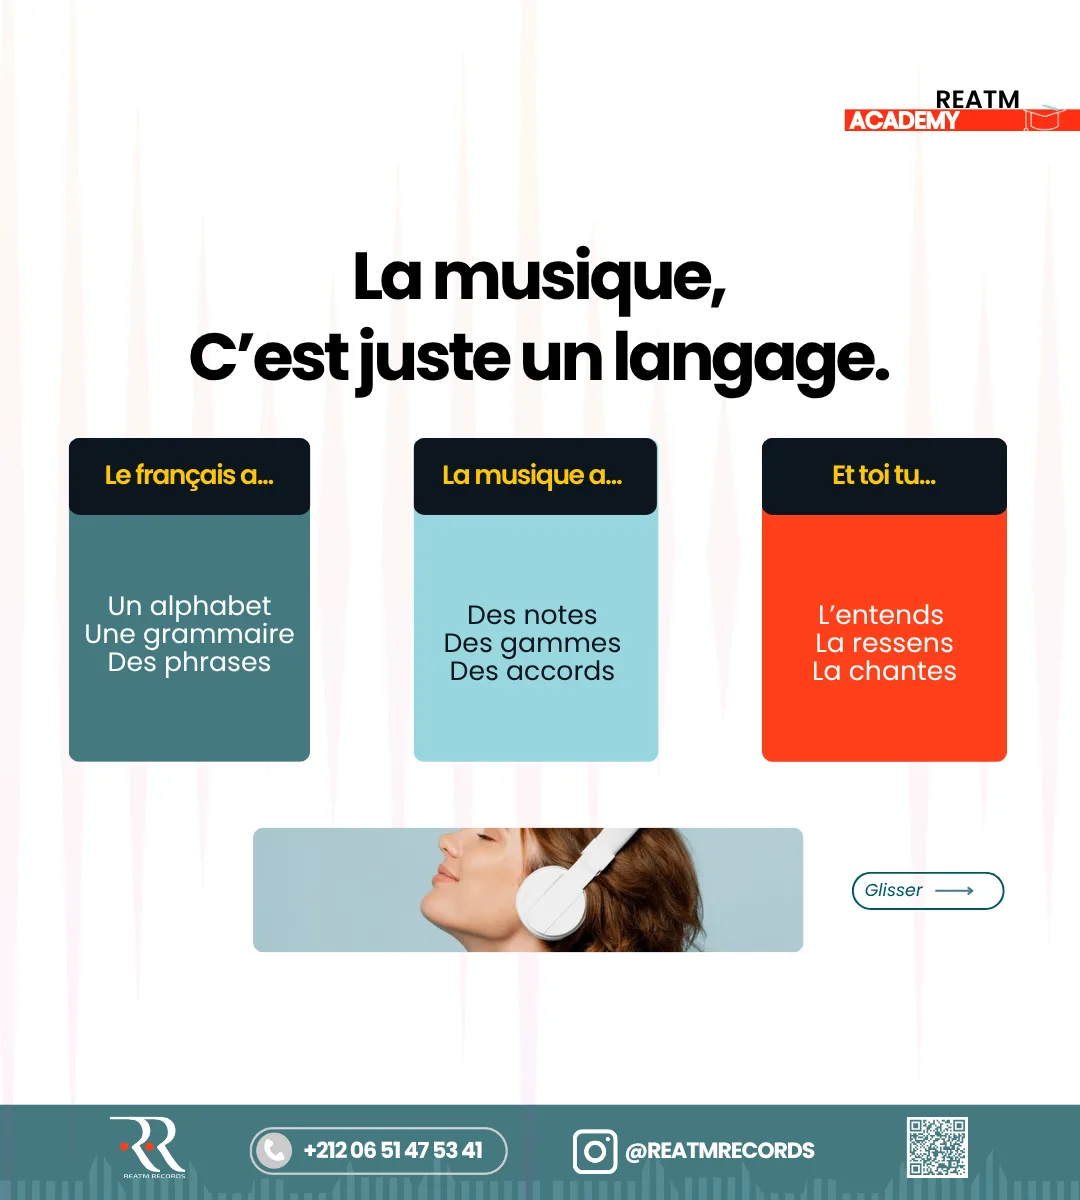 REATM
ACADEMY
La musique,
C’est juste un langage.
Le français a...
Un alphabet
Une grammaire
Des phrases
La musique a...
Des notes
Des gammes
Des accords
Et toi tu...
L’entends
La ressens
La chantes
Glisser
RR
REATM RECORDS
+212 06 51 47 53 41
@REATMRECORDS